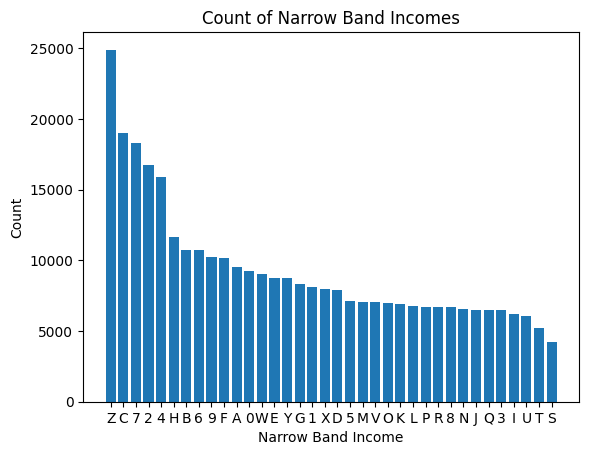 Count of Narrow Band Incomes
Count
25000
20000
15000
10000
5000
0
Z C 7 2 4 H B 6 9 F A 0 W E Y G 1 X D 5 M V O K L P R 8 N J Q 3 I U T S
Narrow Band Income